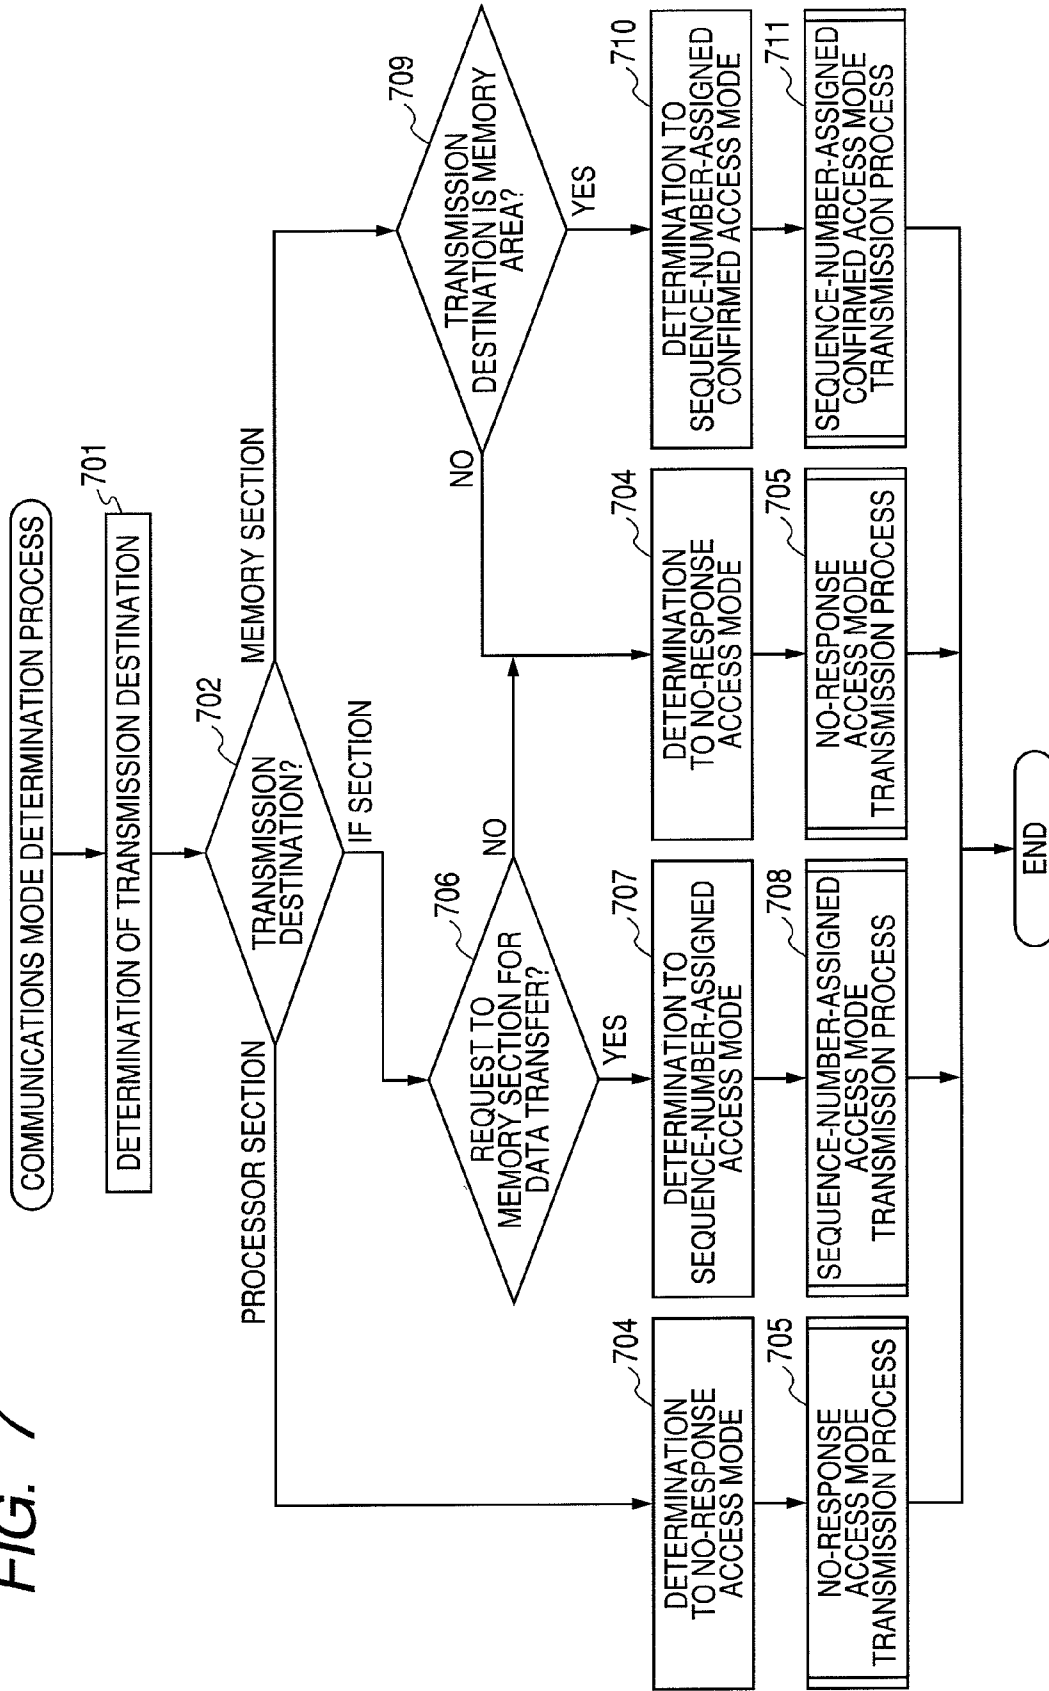 FIG. 7
COMMUNICATIONS MODE DETERMINATION PROCESS
701
DETERMINATION OF TRANSMISSION DESTINATION
702
TRANSMISSION
DESTINATION?
PROCESSOR SECTION
IF SECTION
MEMORY SECTION
706
REQUEST TO
MEMORY SECTION FOR
DATA TRANSFER?
NO
YES
709
TRANSMISSION
DESTINATION IS MEMORY
AREA?
NO
YES
704
DETERMINATION
TO NO-RESPONSE
ACCESS MODE
707
DETERMINATION TO
SEQUENCE-NUMBER-ASSIGNED
ACCESS MODE
704
DETERMINATION
TO NO-RESPONSE
ACCESS MODE
710
DETERMINATION TO
SEQUENCE-NUMBER-ASSIGNED
CONFIRMED ACCESS MODE
705
NO-RESPONSE
ACCESS MODE
TRANSMISSION PROCESS
708
SEQUENCE-NUMBER-ASSIGNED
ACCESS MODE
TRANSMISSION PROCESS
705
NO-RESPONSE
ACCESS MODE
TRANSMISSION PROCESS
711
SEQUENCE-NUMBER-ASSIGNED
CONFIRMED ACCESS MODE
TRANSMISSION PROCESS
END